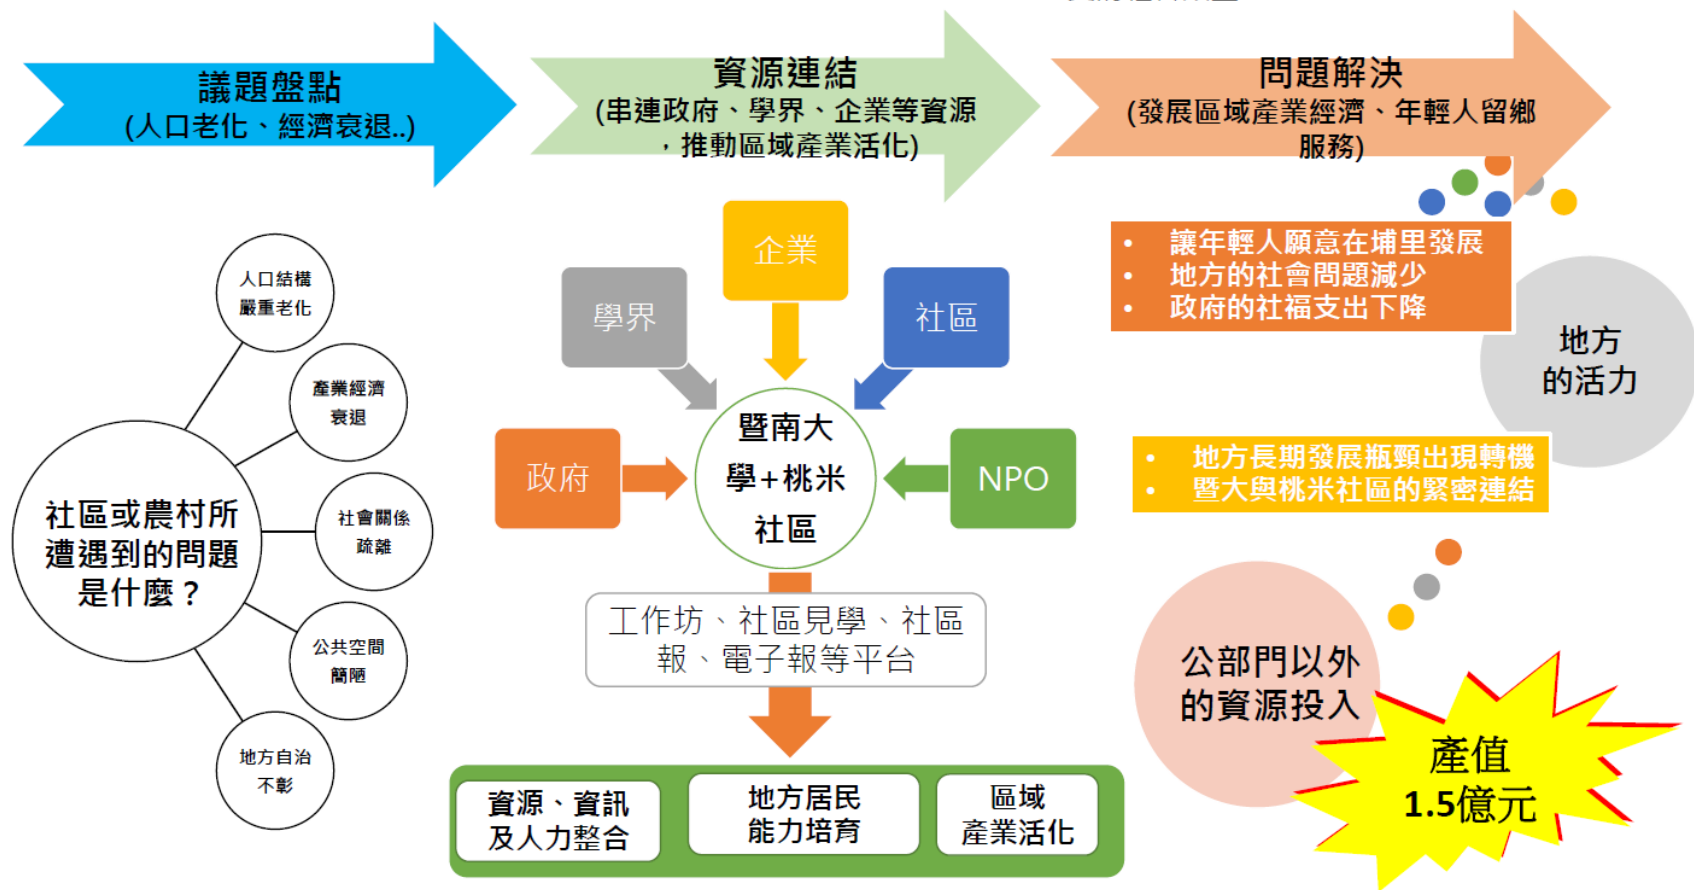 議題盤點
(人口老化、經濟衰退..)
資源連結
(串連政府、學界、企業等資源
，推動區域產業活化)
問題解決
(發展區域產業經濟、年輕人留鄉
服務)
人口結構
嚴重老化
產業經濟
衰退
社會關係
疏離
公共空間
簡陋
地方自治
不彰
社區或農村所
遭遇到的問題
是什麼？
企業
學界
社區
政府
NPO
暨南大
學+桃米
社區
工作坊、社區見學、社區
報、電子報等平台
資源、資訊
及人力整合
地方居民
能力培育
區域
產業活化
• 讓年輕人願意在埔里發展
• 地方的社會問題減少
• 政府的社福支出下降
地方
的活力
• 地方長期發展瓶頸出現轉機
• 暨大與桃米社區的緊密連結
公部門以外
的資源投入
產值
1.5億元